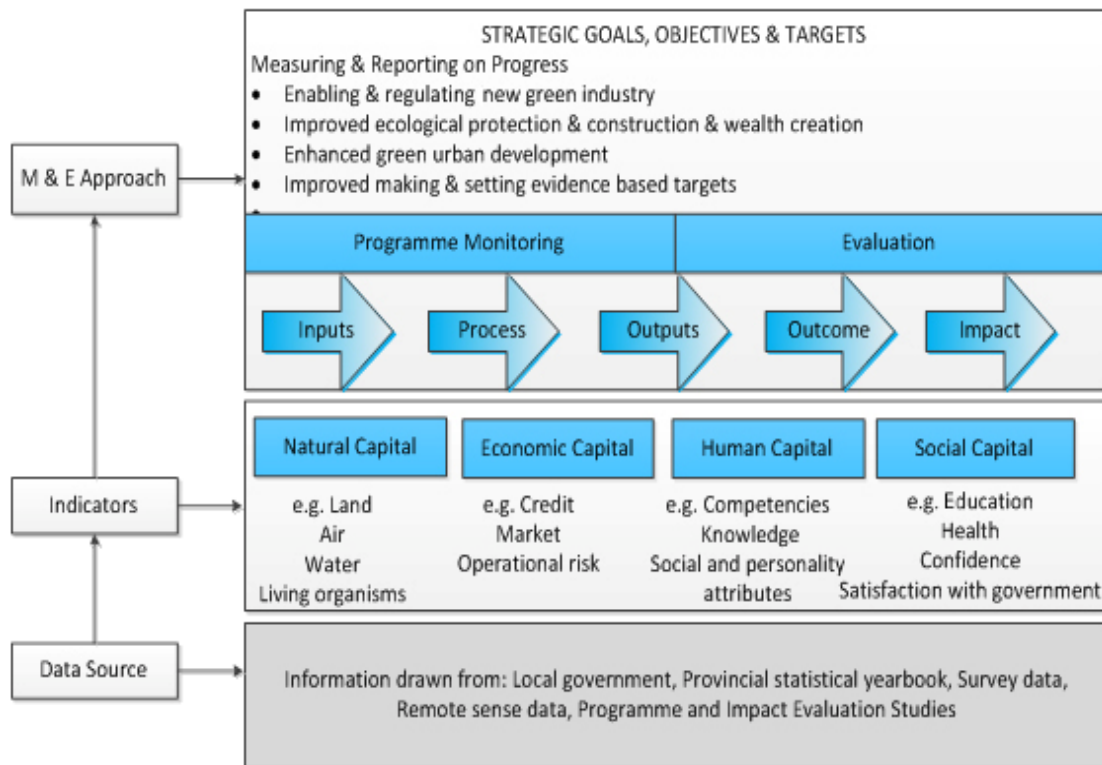 STRATEGIC GOALS, OBJECTIVES & TARGETS
Measuring & Reporting on Progress
• Enabling & regulating new green industry
• Improved ecological protection & construction & wealth creation
• Enhanced green urban development
• Improved making & setting evidence based targets
M & E Approach
Programme Monitoring
Evaluation
Inputs
Process
Outputs
Outcome
Impact
Indicators
Natural Capital
e.g. Land
Air
Water
Living organisms
Economic Capital
e.g. Credit
Market
Operational risk
Human Capital
e.g. Competencies
Knowledge
Social and personality
attributes
Social Capital
e.g. Education
Health
Confidence
Satisfaction with government
Data Source
Information drawn from: Local government, Provincial statistical yearbook, Survey data,
Remote sense data, Programme and Impact Evaluation Studies